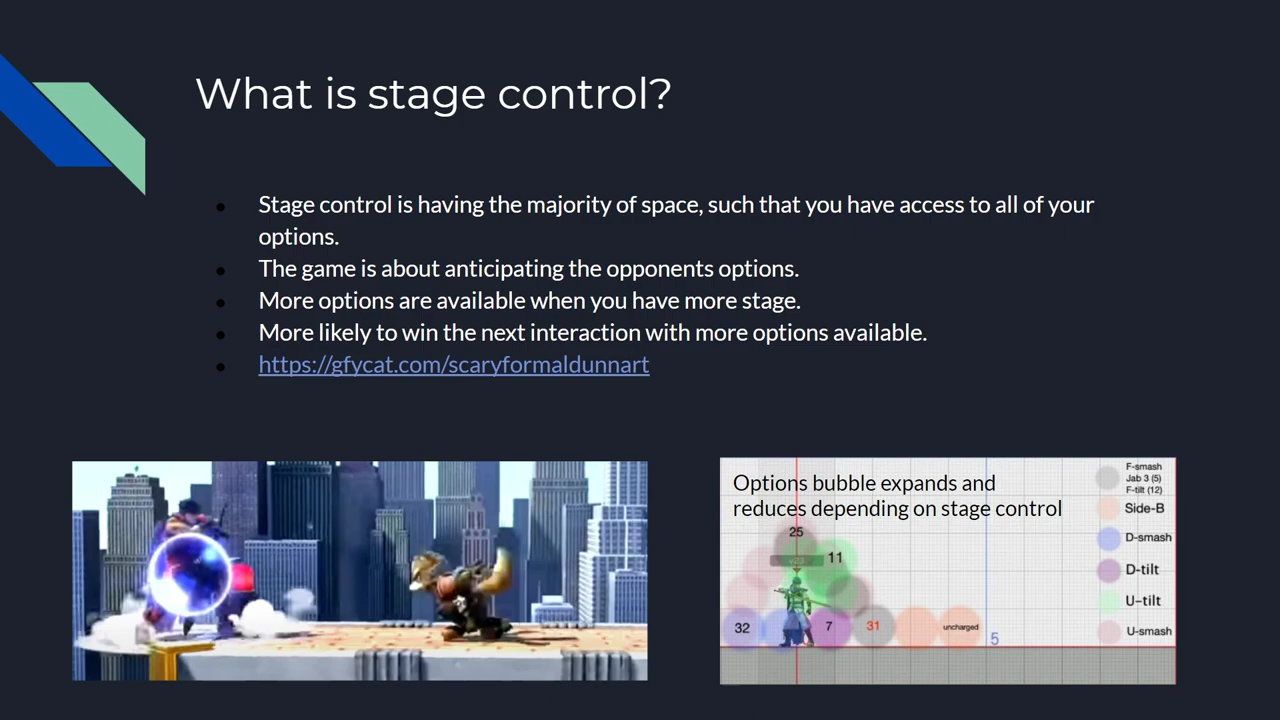 What is stage control?
Stage control is having the majority of space, such that you have access to all of your
options.
The game is about anticipating the opponents options.
More options are available when you have more stage.
More likely to win the next interaction with more options available.
https://gfycat.com/scaryformaldunnart
Options bubble expands and
reduces depending on stage control
F-smash
Jab 3 (5)
F-tilt (12)
Side-B
D-smash
D-tilt
U-tilt
U-smash
25
11
32
7
31
uncharged
5